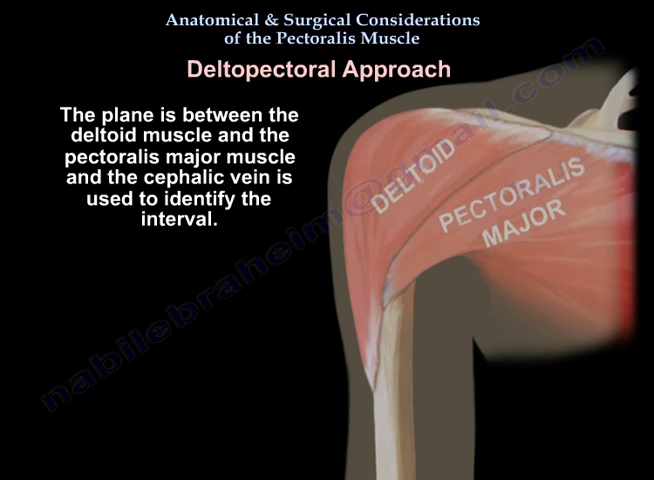 Anatomical & Surgical Considerations
of the Pectoralis Muscle
Deltopectoral Approach
The plane is between the
deltoid muscle and the
pectoralis major muscle
and the cephalic vein is
used to identify the
interval.
DELTOID
PECTORALIS
MAJOR
nabilebraheim@gmail.com